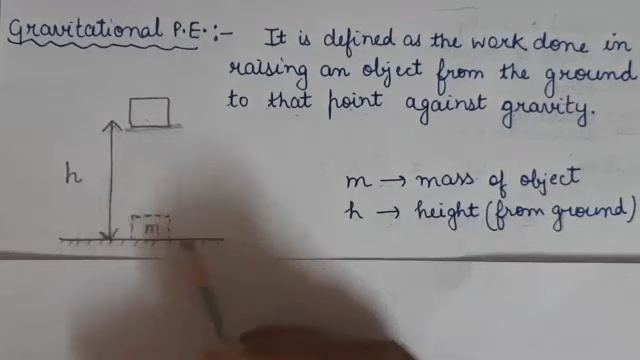 Gravitational P.E. :- It is defined as the work done in
raising an object from the ground
to that point against gravity.
h
m
m → mass of object
h → height (from ground)